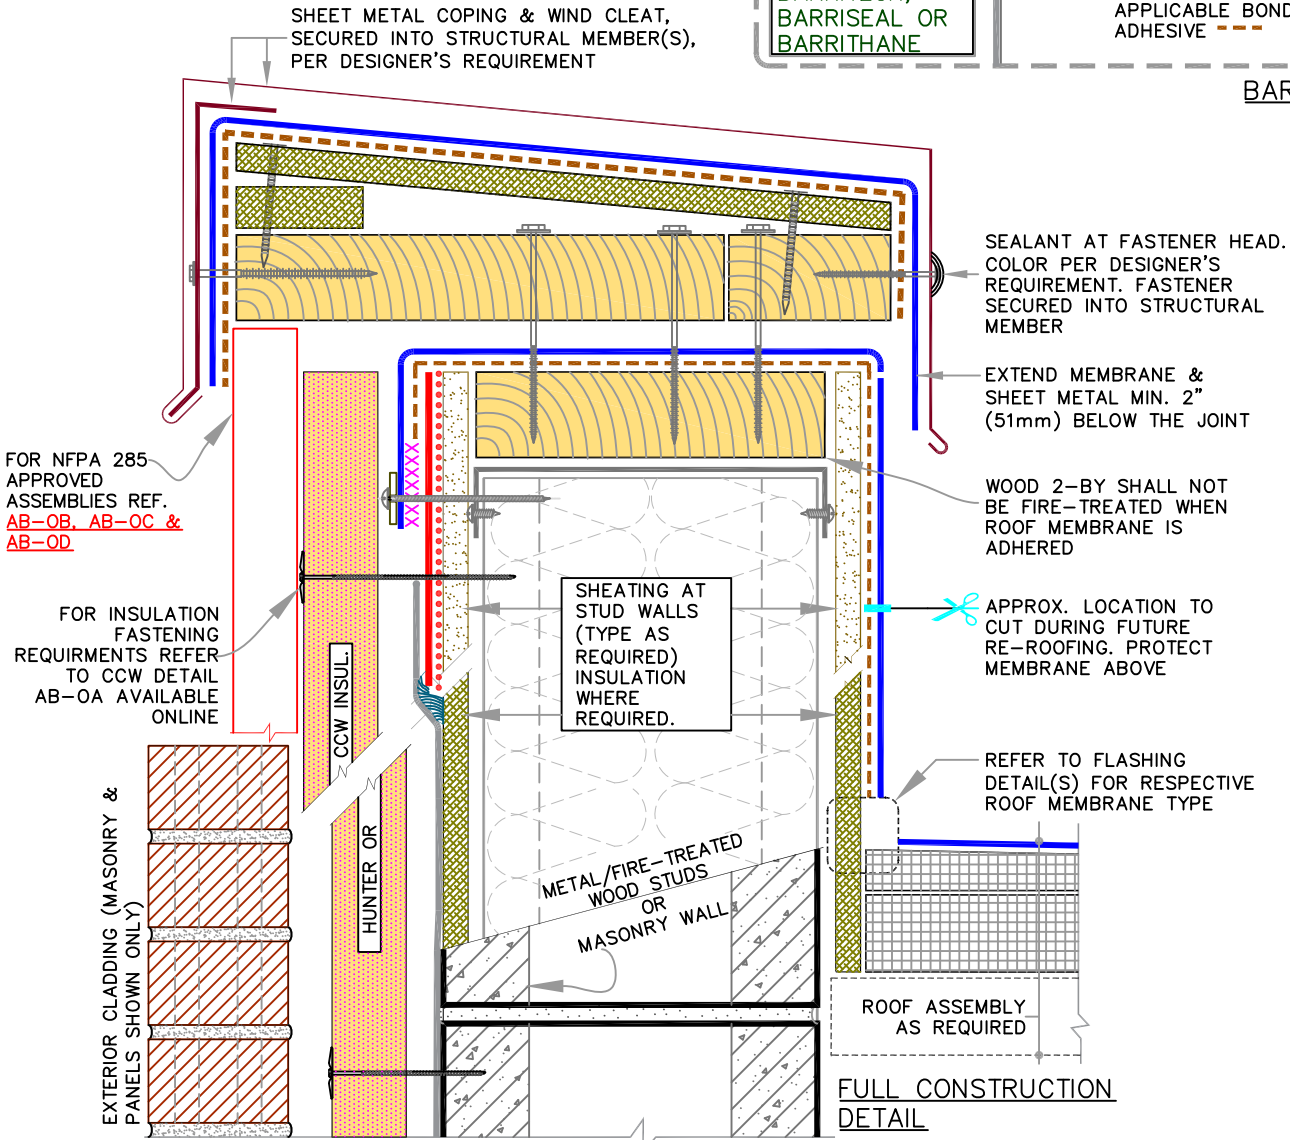 SHEET METAL COPING & WIND CLEAT,
SECURED INTO STRUCTURAL MEMBER(S),
PER DESIGNER'S REQUIREMENT
BARRISEAL OR
BARRITHANE
APPLICABLE BOND
ADHESIVE
BAR
SEALANT AT FASTENER HEAD.
COLOR PER DESIGNER'S
REQUIREMENT. FASTENER
SECURED INTO STRUCTURAL
MEMBER
EXTEND MEMBRANE &
SHEET METAL MIN. 2"
(51mm) BELOW THE JOINT
FOR NFPA 285
APPROVED
ASSEMBLIES REF.
AB-OB, AB-OC &
AB-OD
WOOD 2-BY SHALL NOT
BE FIRE-TREATED WHEN
ROOF MEMBRANE IS
ADHERED
FOR INSULATION
FASTENING
REQUIRMENTS REFER
TO CCW DETAIL
AB-OA AVAILABLE
ONLINE
SHEATING AT
STUD WALLS
(TYPE AS
REQUIRED)
INSULATION
WHERE
REQUIRED.
APPROX. LOCATION TO
CUT DURING FUTURE
RE-ROOFING. PROTECT
MEMBRANE ABOVE
CCW INSUL.
HUNTER OR
REFER TO FLASHING
DETAIL(S) FOR RESPECTIVE
ROOF MEMBRANE TYPE
EXTERIOR CLADDING (MASONRY &
PANELS SHOWN ONLY)
METAL/FIRE-TREATED
WOOD STUDS
OR
MASONRY WALL
ROOF ASSEMBLY
AS REQUIRED
FULL CONSTRUCTION
DETAIL